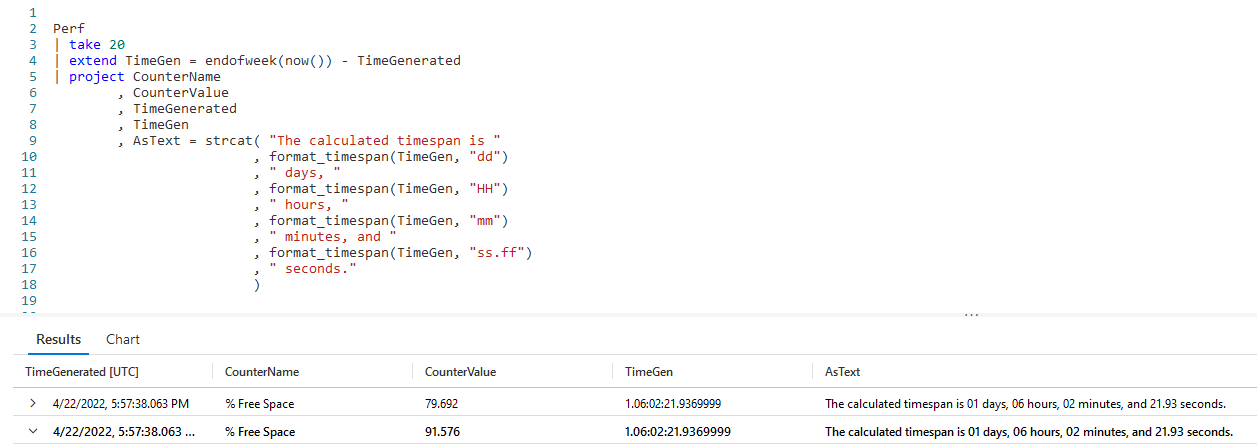 1
2 Perf
3 | take 20
4 | extend TimeGen = endofweek(now()) - TimeGenerated
5 | project CounterName
6 , CounterValue
7 , TimeGenerated
8 , TimeGen
9 , AsText = strcat( "The calculated timespan is "
10 , format_timespan(TimeGen, "dd")
11 , " days, "
12 , format_timespan(TimeGen, "HH")
13 , " hours, "
14 , format_timespan(TimeGen, "mm")
15 , " minutes, and "
16 , format_timespan(TimeGen, "ss.ff")
17 , " seconds."
18 )
19
Results Chart
TimeGenerated [UTC] CounterName CounterValue TimeGen AsText
4/22/2022, 5:57:38.063 PM % Free Space 79.692 1.06:02:21.9369999 The calculated timespan is 01 days, 06 hours, 02 minutes, and 21.93 seconds.
4/22/2022, 5:57:38.063 ... % Free Space 91.576 1.06:02:21.9369999 The calculated timespan is 01 days, 06 hours, 02 minutes, and 21.93 seconds.